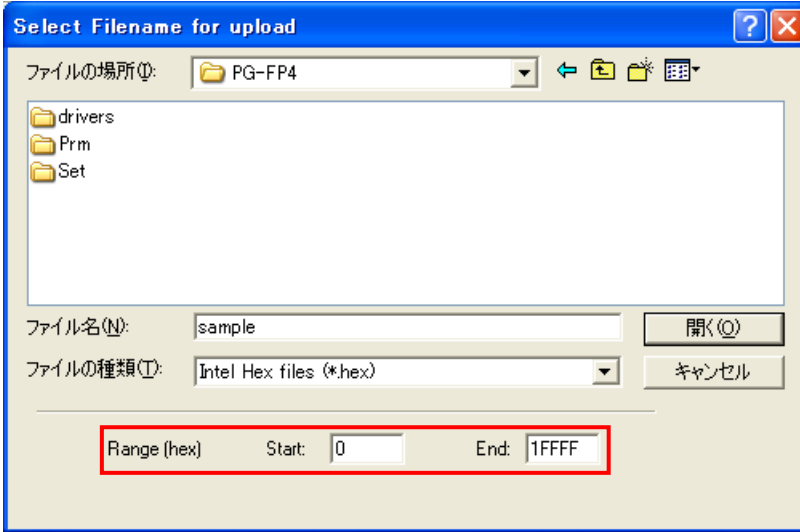 Select Filename for upload
ファイルの場所(I): PG-FP4
drivers
Prm
Set
ファイル名(N): sample 開く(O)
ファイルの種類(T): Intel Hex files (*.hex) キャンセル
Range (hex) Start: 0 End: 1FFFF